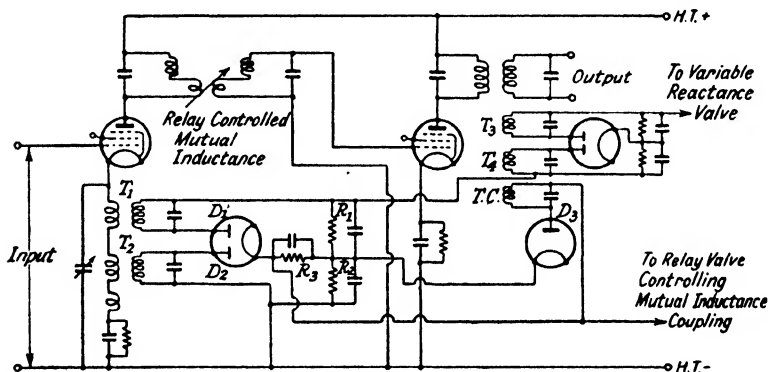 H.T.+
Output
To Variable
Reactance
Valve
Relay Controlled
Mutual
Inductance
T3
T4
T.C.
D3
T1
T2
D1
D2
R1
R2
R3
Input
To Relay Valve
Controlling
Mutual Inductance
Coupling
H.T.-